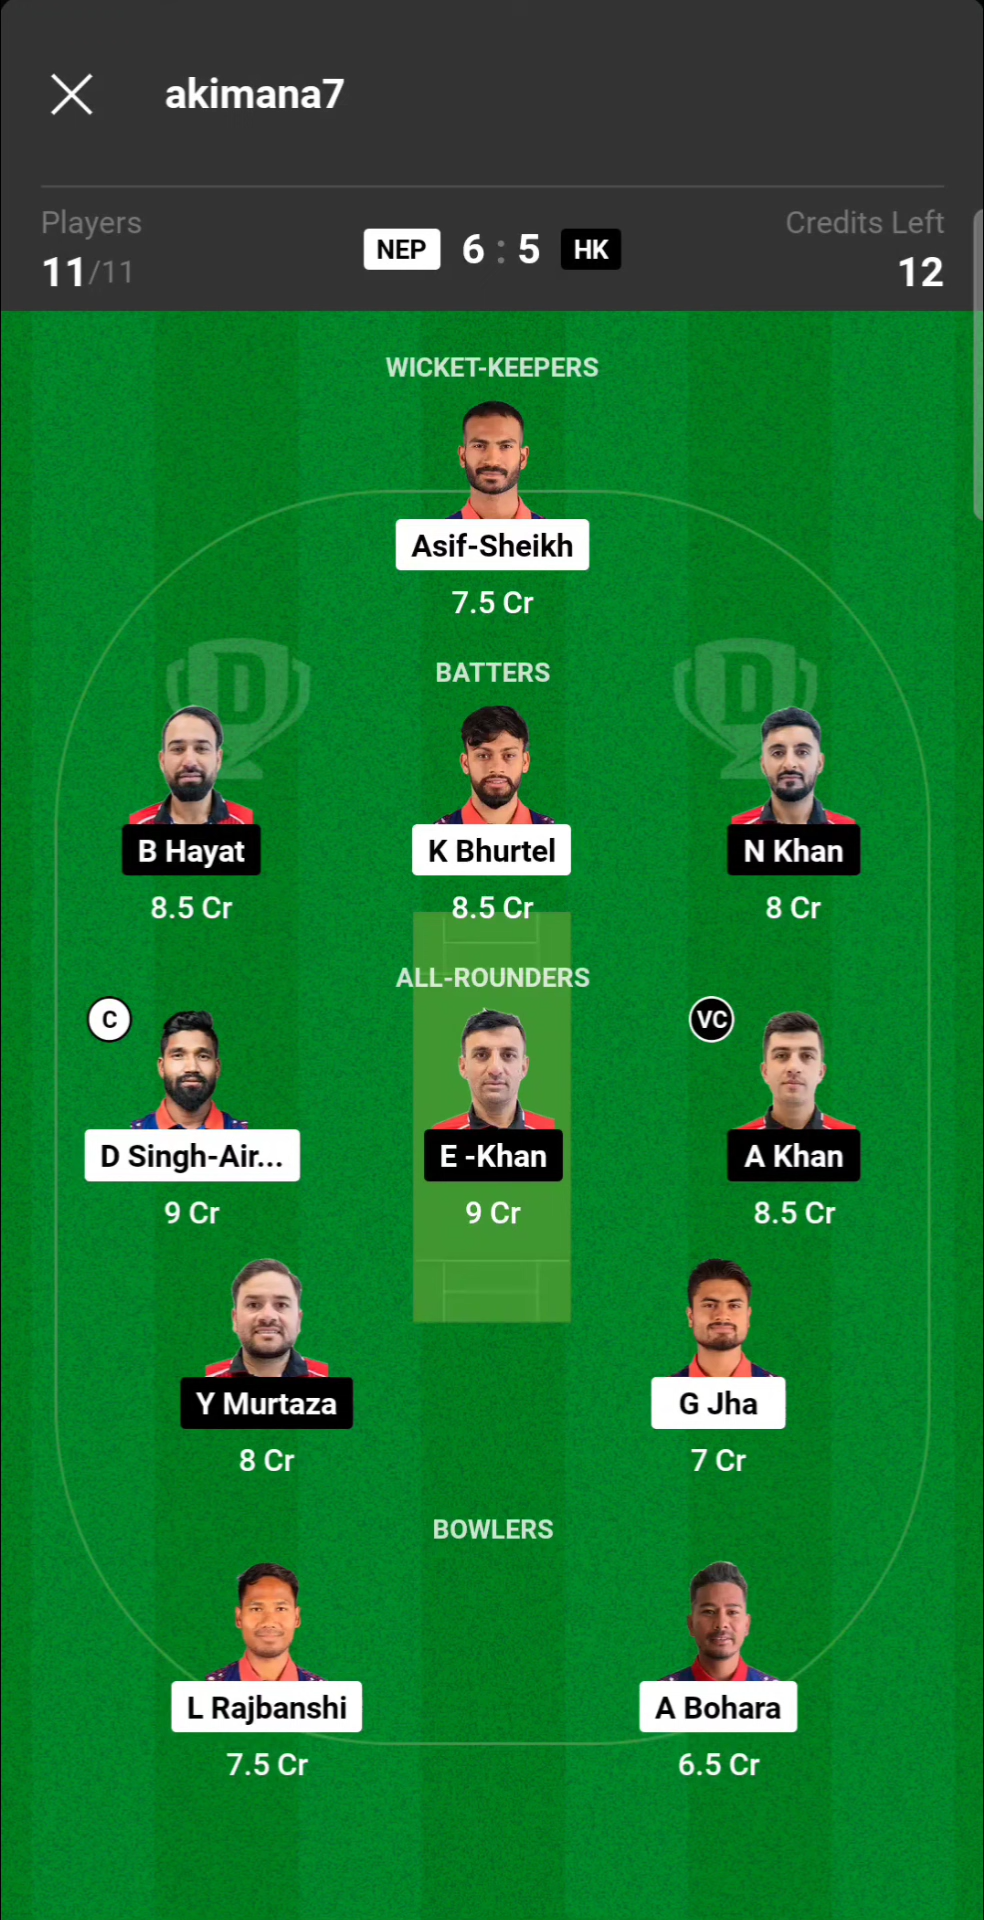 akimana7
Players
Credits Left
11/11
NEP 6 : 5 HK
12
WICKET-KEEPERS
Asif-Sheikh
7.5 Cr
BATTERS
B Hayat
K Bhurtel
N Khan
8.5 Cr
8.5 Cr
8 Cr
ALL-ROUNDERS
C
VC
D Singh-Air...
E -Khan
A Khan
9 Cr
9 Cr
8.5 Cr
Y Murtaza
G Jha
8 Cr
7 Cr
BOWLERS
L Rajbanshi
A Bohara
7.5 Cr
6.5 Cr